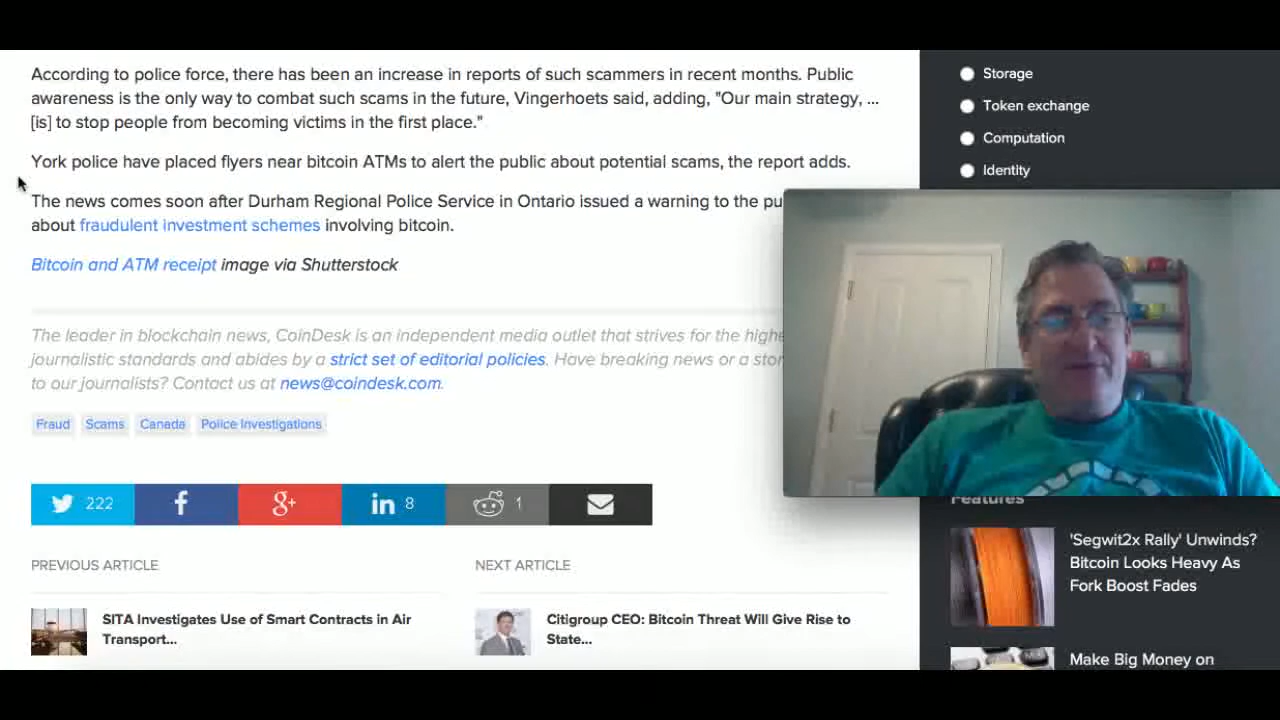 According to police force, there has been an increase in reports of such scammers in recent months. Public
awareness is the only way to combat such scams in the future, Vingerhoets said, adding, "Our main strategy, ...
[is] to stop people from becoming victims in the first place."
York police have placed flyers near bitcoin ATMs to alert the public about potential scams, the report adds.
The news comes soon after Durham Regional Police Service in Ontario issued a warning to the
about fraudulent investment schemes involving bitcoin.
Bitcoin and ATM receipt image via Shutterstock
The leader in blockchain news, CoinDesk is an independent media outlet that strives for the
journalistic standards and abides by a strict set of editorial policies. Have breaking news or a
to our journalists? Contact us at news@coindesk.com.
Fraud Scams Canada Police Investigations
222 f g+ in 8 1
PREVIOUS ARTICLE
SITA Investigates Use of Smart Contracts in Air
Transport...
NEXT ARTICLE
Citigroup CEO: Bitcoin Threat Will Give Rise to
State...
Storage
Token exchange
Computation
Identity
Features
'Segwit2x Rally' Unwinds?
Bitcoin Looks Heavy As
Fork Boost Fades
Make Big Money on